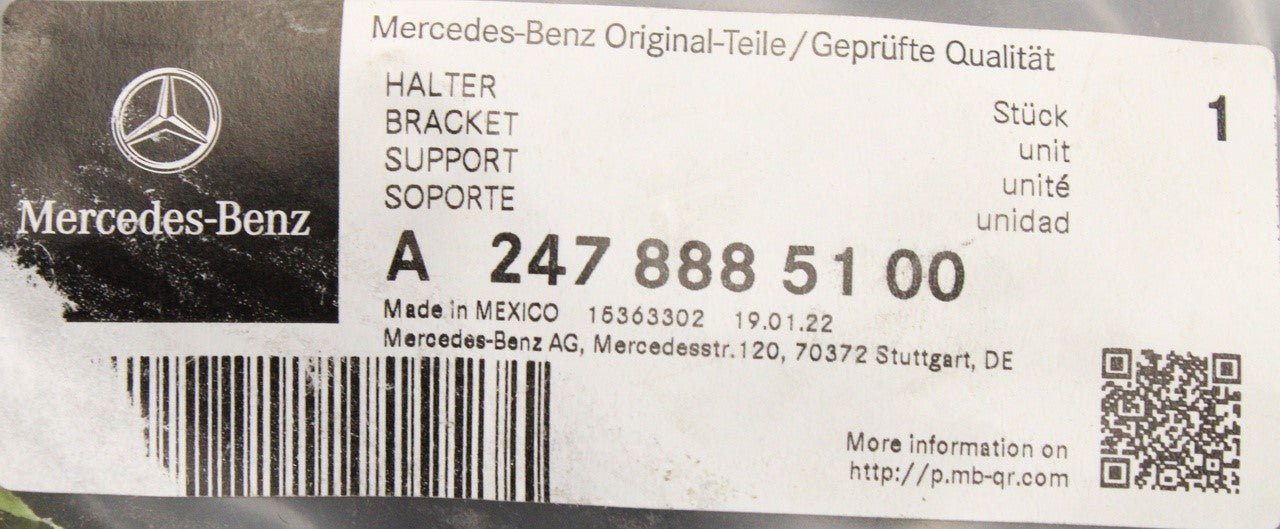 Mercedes-Benz
Mercedes-Benz Original-Teile/Geprüfte Qualität
HALTER
BRACKET
SUPPORT
SOPORTE
Stück
unit
unité
unidad
1
A 247 888 51 00
Made in MEXICO 15363302 19.01.22
Mercedes-Benz AG, Mercedesstr.120, 70372 Stuttgart, DE
More information on
http://p.mb-qr.com